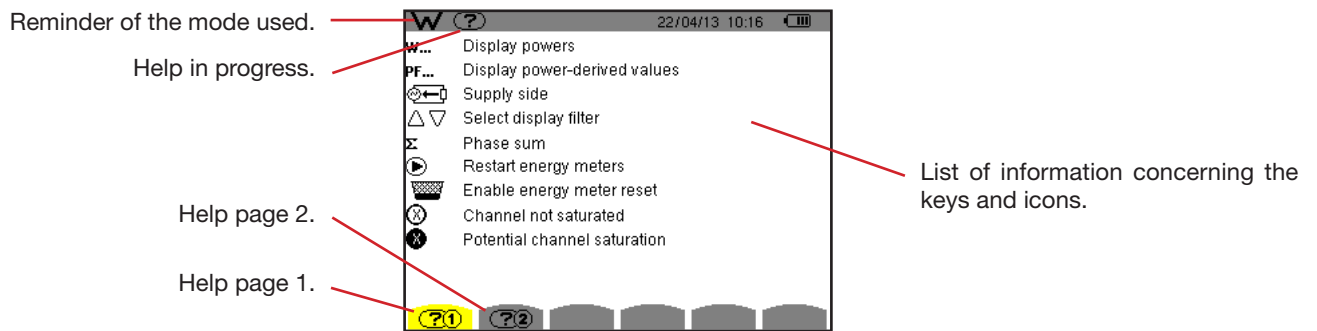 Reminder of the mode used.
Help in progress.
Help page 2.
Help page 1.
W ? 22/04/13 10:16
W... Display powers
PF... Display power-derived values
Supply side
△ ▽ Select display filter
Σ Phase sum
Restart energy meters
Enable energy meter reset
X Channel not saturated
X Potential channel saturation
?1 ?2
List of information concerning the
keys and icons.